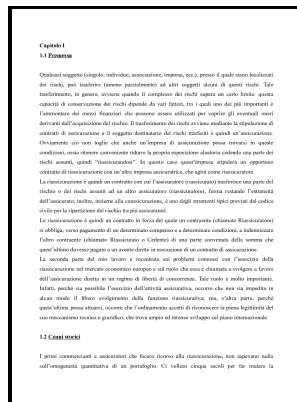 Capitolo I
1.1 Premessa
Qualsiasi soggetto (singolo, individuo, associazione, impresa, ecc.), presso il quale siano localizzati
dei rischi, può trasferire (ameno parzialmente) ad altri soggetti alcuni di questi rischi. Tale
trasferimento, in genere, avviene quando il complesso dei rischi supera un certo limite: questa
capacità di conservazione dei rischi dipende da vari fattori, tra i quali uno dei più importanti è
l'ammontare dei mezzi finanziari che possono essere utilizzati per coprire gli eventuali oneri
derivanti dall'acquisizione del rischio. Il trasferimento dei rischi avviene mediante la stipulazione di
contratti di assicurazione e il soggetto destinatario dei rischi trasferiti è quindi un'assicurazione.
Ovviamente ciò non toglie che anche un'impresa di assicurazione possa trovarsi in queste
condizioni, ossia ritenere conveniente ridurre la propria esposizione aleatoria cedendo una parte dei
rischi assunti, quindi "riassicurandosi". In questo caso quest'impresa stipulerà un opportuno
contratto di riassicurazione con un'altra impresa assicuratrice, che agirà come riassicuratore.
La riassicurazione è quindi un contratto con cui l'assicuratore (riassicurato) trasferisce una parte del
rischio o dei rischi assunti ad un altro assicuratore (riassicuratore), ferma restando l'estraneità
dell'assicurato; inoltre, insieme alla coassicurazione, è uno degli strumenti tipici previsti dal codice
civile per la ripartizione del rischio tra più assicuratori.
La riassicurazione è quindi un contratto in forza del quale un contraente (chiamato Riassicuratore)
si obbliga, verso pagamento di un determinato compenso e a determinate condizioni, a indennizzare
l'altro contraente (chiamato Riassicurato o Cedente) di una parte convenuta della somma che
quest'ultimo dovesse pagare a un avente diritto in esecuzione di un contratto di assicurazione.
La seconda parte del mio lavoro è incentrata sui problemi connessi con l'esercizio della
riassicurazione nel mercato economico europeo e sul ruolo che essa è chiamata a svolgere a favore
dell'assicurazione diretta in un regime di libertà di concorrenza. Tale ruolo è molto importante.
Infatti, perché sia possibile l'esercizio dell'attività assicurativa, occorre che non sia impedito in
alcun modo il libero svolgimento della funzione riassicurativa; ma, d'altra parte, perché
quest'ultima possa attuarsi, occorre che l'ordinamento accetti di riconoscere la piena legittimità del
suo meccanismo tecnico e giuridico, che trova ampio ed intenso sviluppo sul piano internazionale.
1.2 Cenni storici
I primi commercianti e assicuratori che fecero ricorso alla riassicurazione, non sapevano nulla
sull'omogeneità quantitativa di un portafoglio. Ci vollero cinque secoli per far mutare la